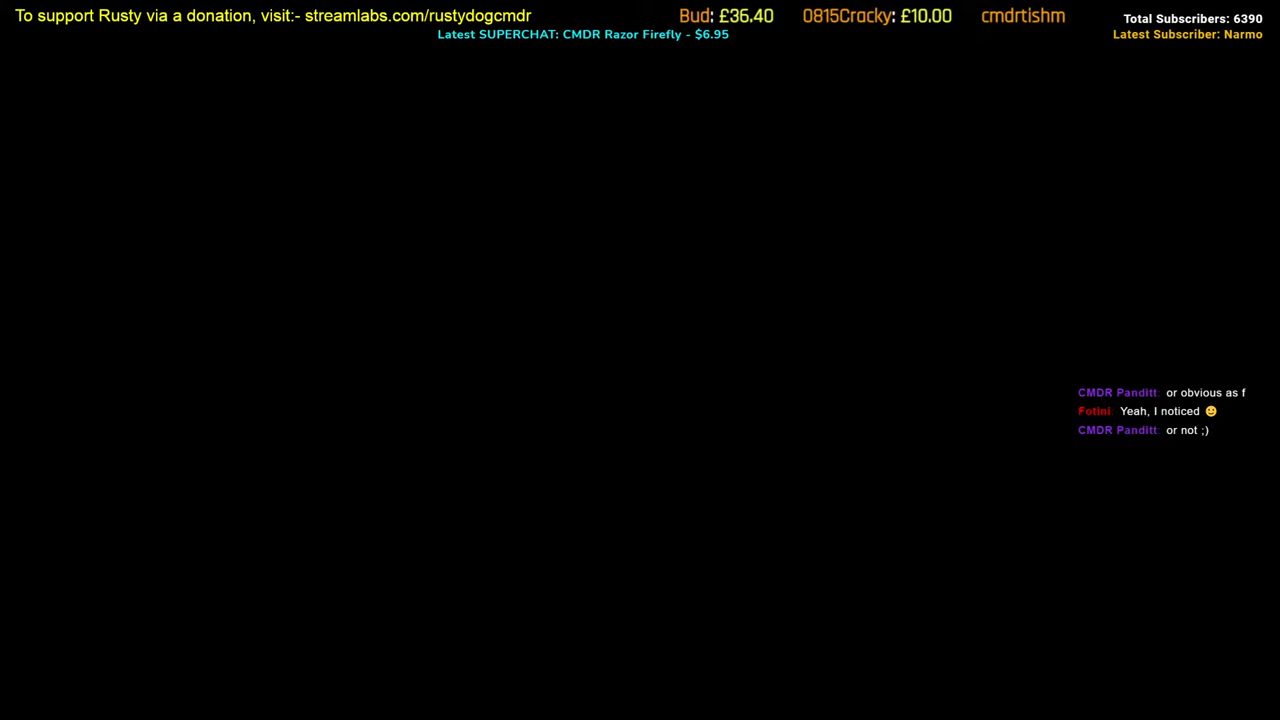 To support Rusty via a donation, visit:- streamlabs.com/rustydogcmdr
Bud: £36.40 0815Cracky: £10.00 cmdrtishm
Total Subscribers: 6390
Latest SUPERCHAT: CMDR Razor Firefly - $6.95
Latest Subscriber: Narmo
CMDR Panditt: or obvious as f
Fotini: Yeah, I noticed 🙂
CMDR Panditt: or not ;)